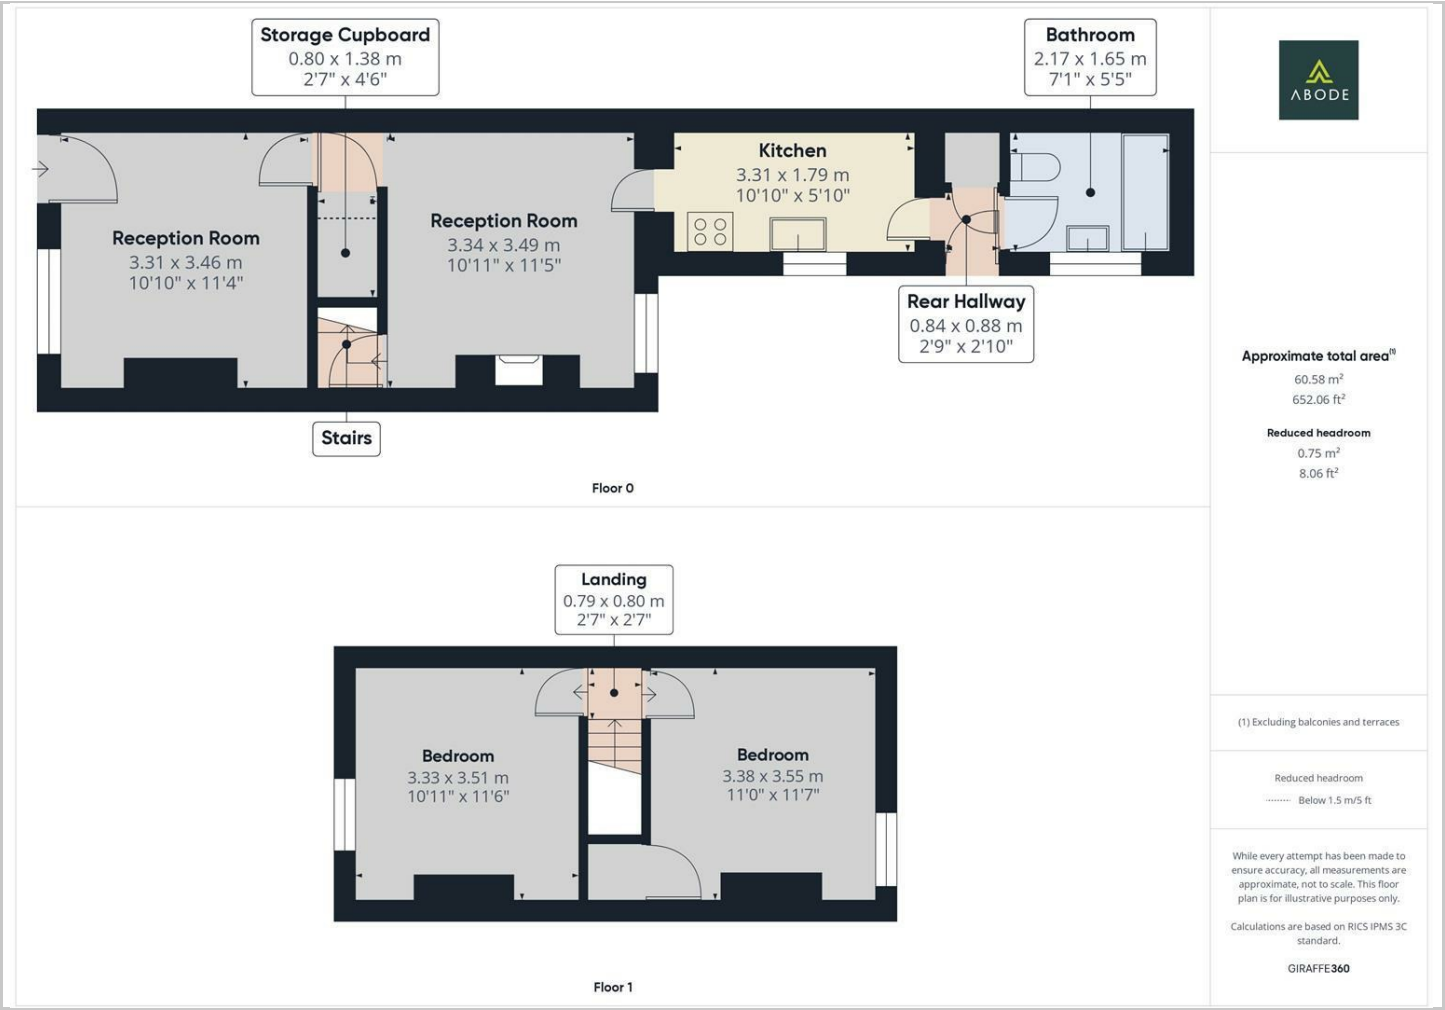 Storage Cupboard
0.80 x 1.38 m
2'7" x 4'6"
Bathroom
2.17 x 1.65 m
7'1" x 5'5"
Kitchen
3.31 x 1.79 m
10'10" x 5'10"
Reception Room
3.31 x 3.46 m
10'10" x 11'4"
Reception Room
3.34 x 3.49 m
10'11" x 11'5"
Rear Hallway
0.84 x 0.88 m
2'9" x 2'10"
Stairs
Floor 0
Landing
0.79 x 0.80 m
2'7" x 2'7"
Bedroom
3.33 x 3.51 m
10'11" x 11'6"
Bedroom
3.38 x 3.55 m
11'0" x 11'7"
Floor 1
ABODE
Approximate total area(1)
60.58 m²
652.06 ft²
Reduced headroom
0.75 m²
8.06 ft²
(1) Excluding balconies and terraces
Reduced headroom
Below 1.5 m/5 ft
While every attempt has been made to
ensure accuracy, all measurements are
approximate, not to scale. This floor
plan is for illustrative purposes only.
Calculations are based on RICS IPMS 3C
standard.
GIRAFFE360